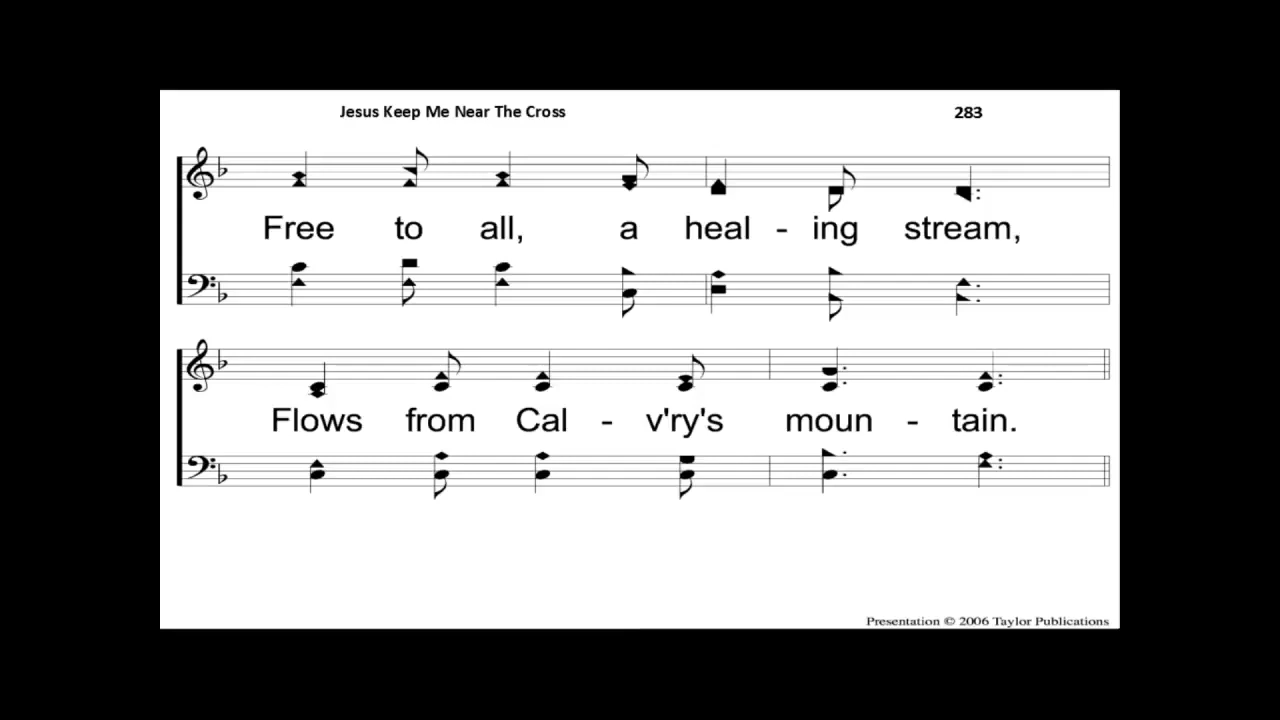 Jesus Keep Me Near The Cross 283
Free to all, a heal - ing stream,
Flows from Cal - v'ry's moun - tain.
Presentation © 2006 Taylor Publications